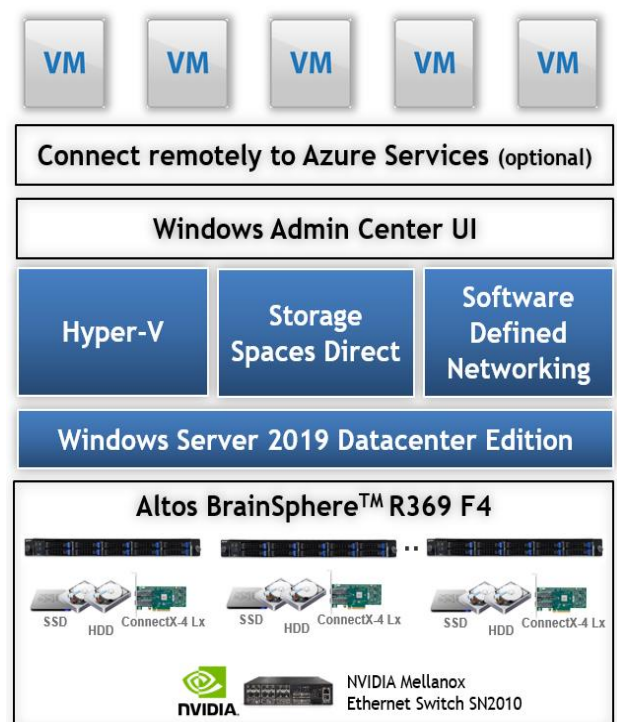 VM VM VM VM VM
Connect remotely to Azure Services (optional)
Windows Admin Center UI
Hyper-V
Storage
Spaces Direct
Software
Defined
Networking
Windows Server 2019 Datacenter Edition
Altos BrainSphere™ R369 F4
..
SSD HDD ConnectX-4 Lx
SSD HDD ConnectX-4 Lx
SSD HDD ConnectX-4 Lx
NVIDIA.
NVIDIA Mellanox
Ethernet Switch SN2010